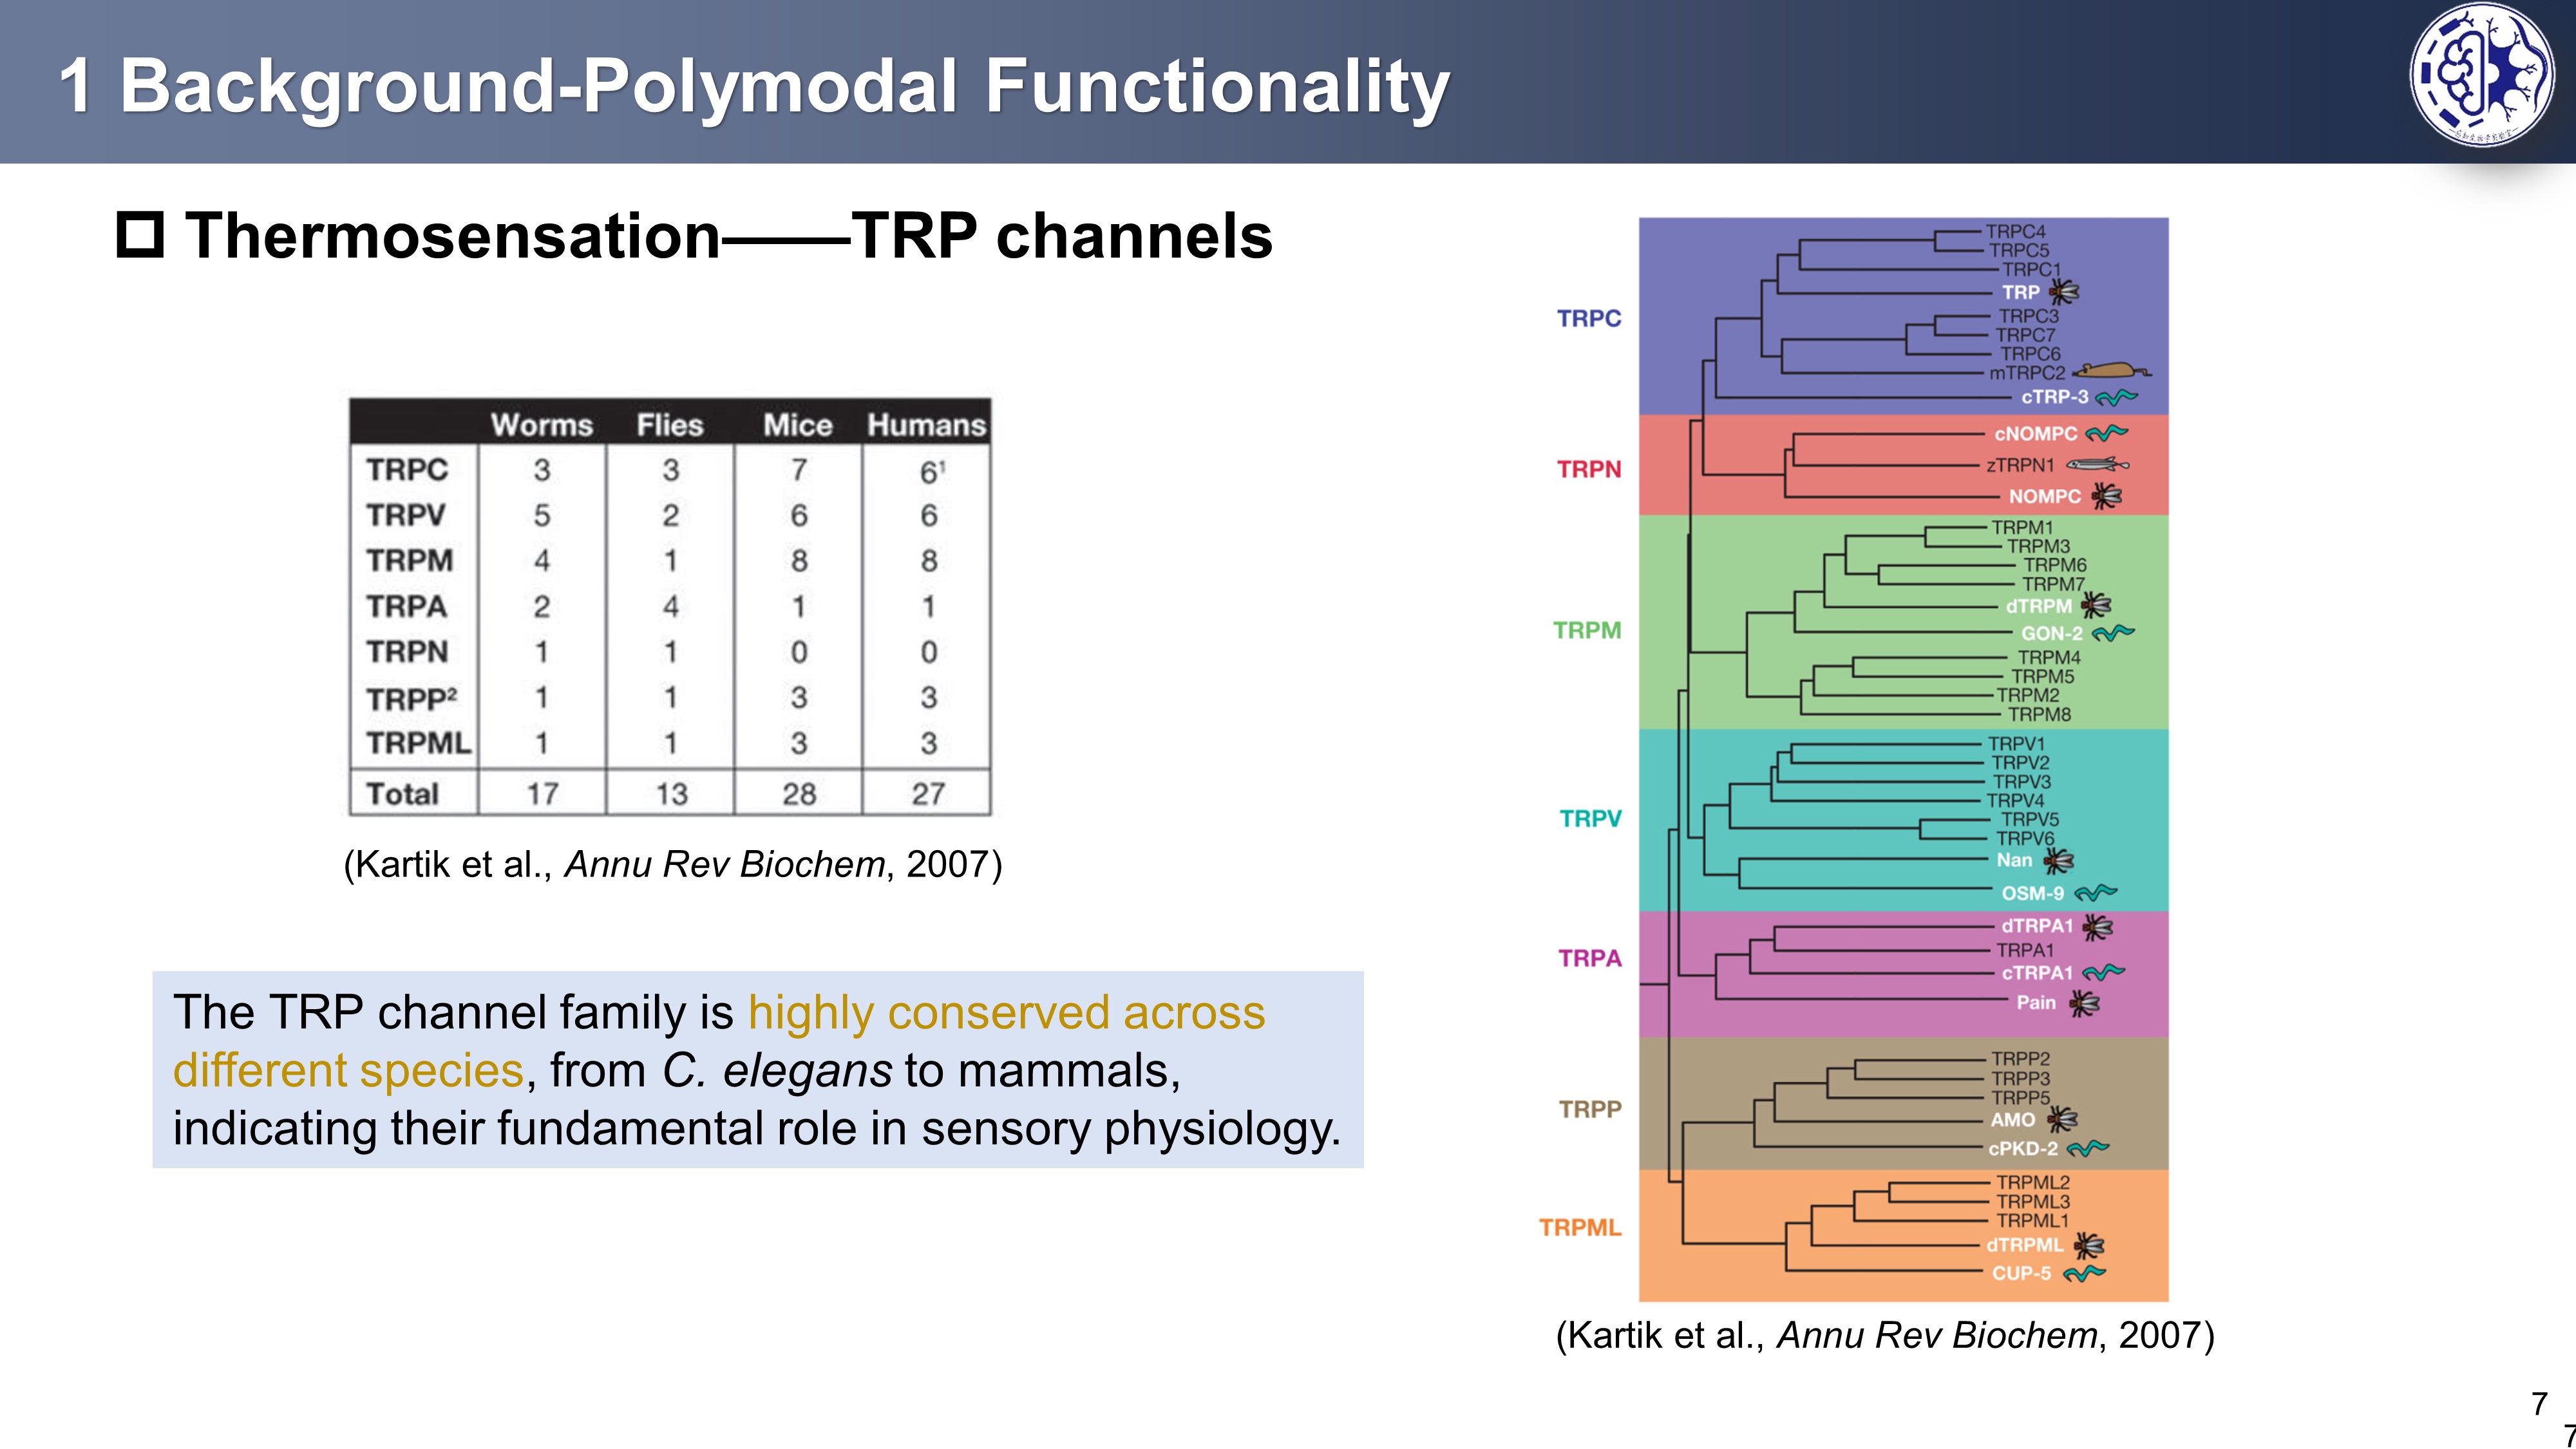 1 Background-Polymodal Functionality
Thermosensation——TRP channels
Worms Flies Mice Humans
TRPC 3 3 7 6¹
TRPV 5 2 6 6
TRPM 4 1 8 8
TRPA 2 4 1 1
TRPN 1 1 0 0
TRPP² 1 1 3 3
TRPML 1 1 3 3
Total 17 13 28 27
(Kartik et al., Annu Rev Biochem, 2007)
The TRP channel family is highly conserved across
different species, from C. elegans to mammals,
indicating their fundamental role in sensory physiology.
TRPC
TRPC4
TRPC5
TRPC1
TRP
TRPC3
TRPC7
TRPC6
mTRPC2
cTRP-3
TRPN
cNOMPC
zTRPN1
NOMPC
TRPM
TRPM1
TRPM3
TRPM6
TRPM7
dTRPM
GON-2
TRPM4
TRPM5
TRPM2
TRPM8
TRPV
TRPV1
TRPV2
TRPV3
TRPV4
TRPV5
TRPV6
Nan
OSM-9
TRPA
dTRPA1
TRPA1
cTRPA1
Pain
TRPP
TRPP2
TRPP3
TRPP5
AMO
cPKD-2
TRPML
TRPML2
TRPML3
TRPML1
dTRPML
CUP-5
(Kartik et al., Annu Rev Biochem, 2007)
7
7